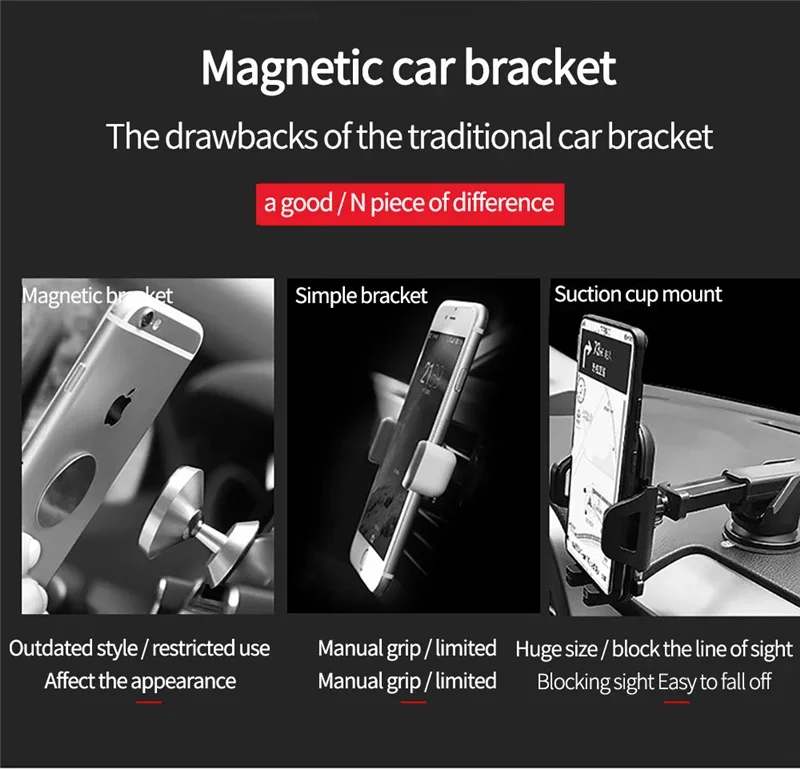 Magnetic car bracket
The drawbacks of the traditional car bracket
a good / N piece of difference
Magnetic bracket
Simple bracket
Suction cup mount
Outdated style / restricted use
Affect the appearance
Manual grip / limited
Manual grip / limited
Huge size / block the line of sight
Blocking sight Easy to fall off